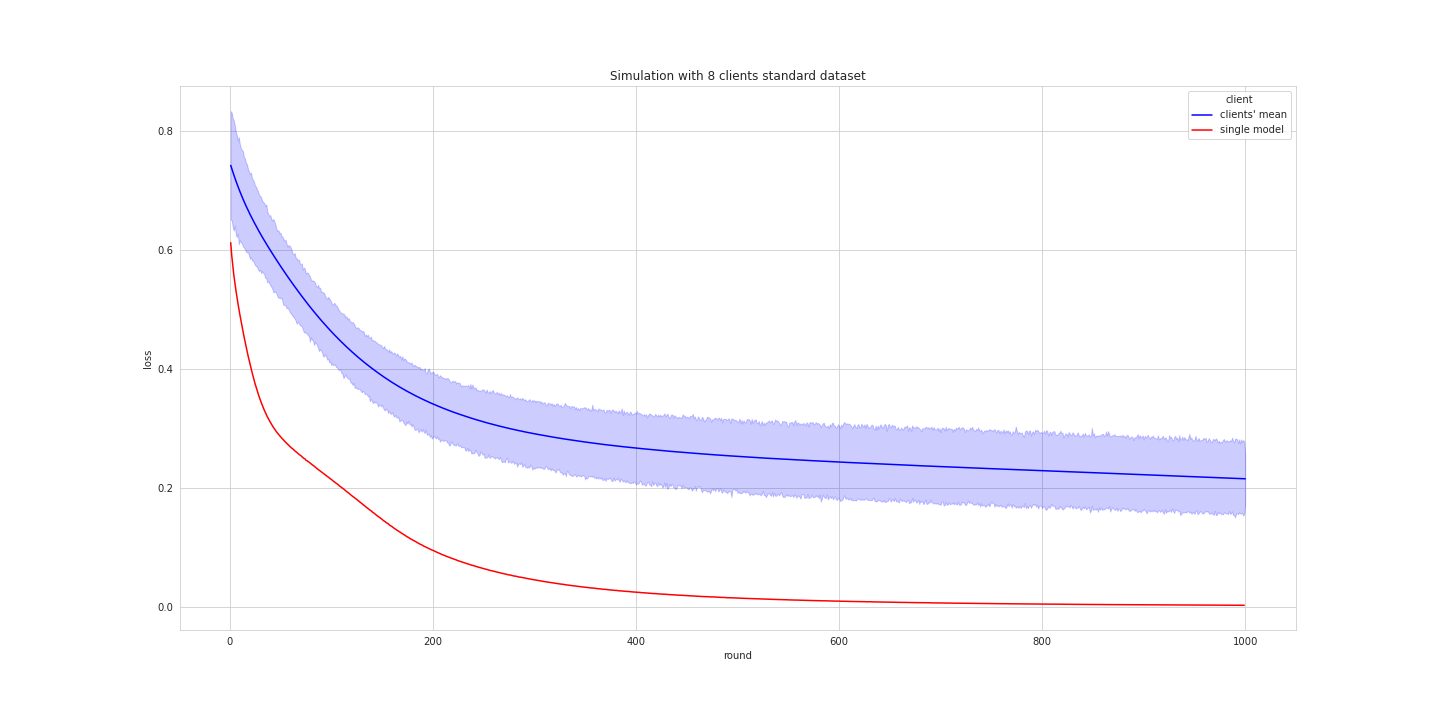 Simulation with 8 clients standard dataset
client
clients' mean
single model
loss
0.8
0.6
0.4
0.2
0.0
0
200
400
600
800
1000
round